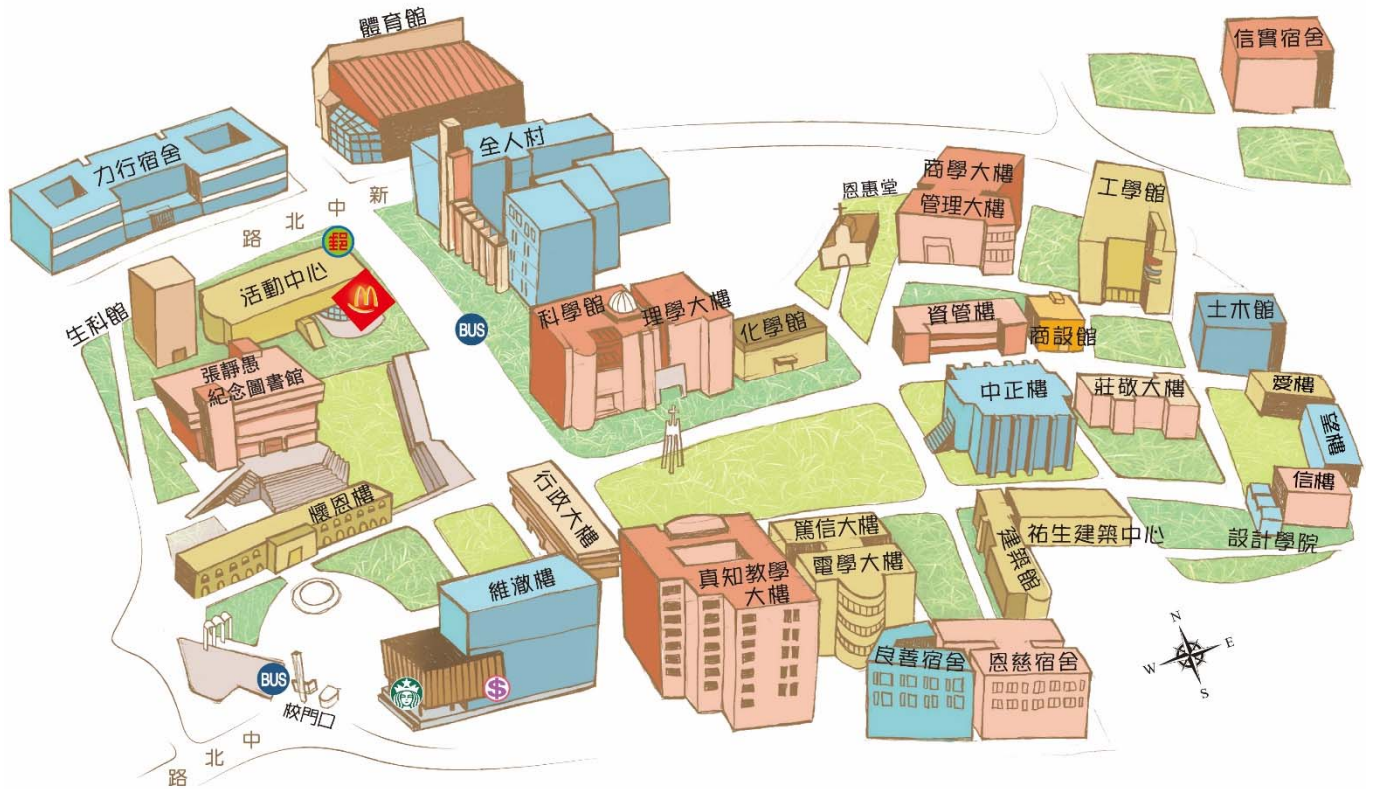 體育館
信實宿舍
力行宿舍
全人村
商學大樓
恩惠堂
管理大樓
工學館
新中北路
郵
活動中心
M
生科館
BUS
科學館
理學大樓
化學館
資管樓
商設館
土木館
張靜愚
紀念圖書館
中正樓
莊敬大樓
愛樓
望樓
信樓
懷恩樓
行政大樓
篤信大樓
電學大樓
真知教學
大樓
建築館
祐生建築中心
設計學院
維澈樓
良善宿舍
恩慈宿舍
N
E
W
S
BUS
$
校門口
中北路